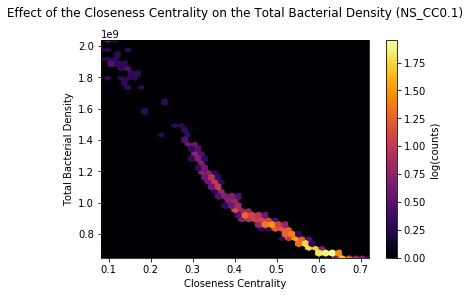 Effect of the Closeness Centrality on the Total Bacterial Density (NS_CC0.1)
1e9
2.0
1.8
1.6
1.4
1.2
1.0
0.8
Total Bacterial Density
0.1 0.2 0.3 0.4 0.5 0.6 0.7
Closeness Centrality
1.75
1.50
1.25
1.00
0.75
0.50
0.25
0.00
log(counts)